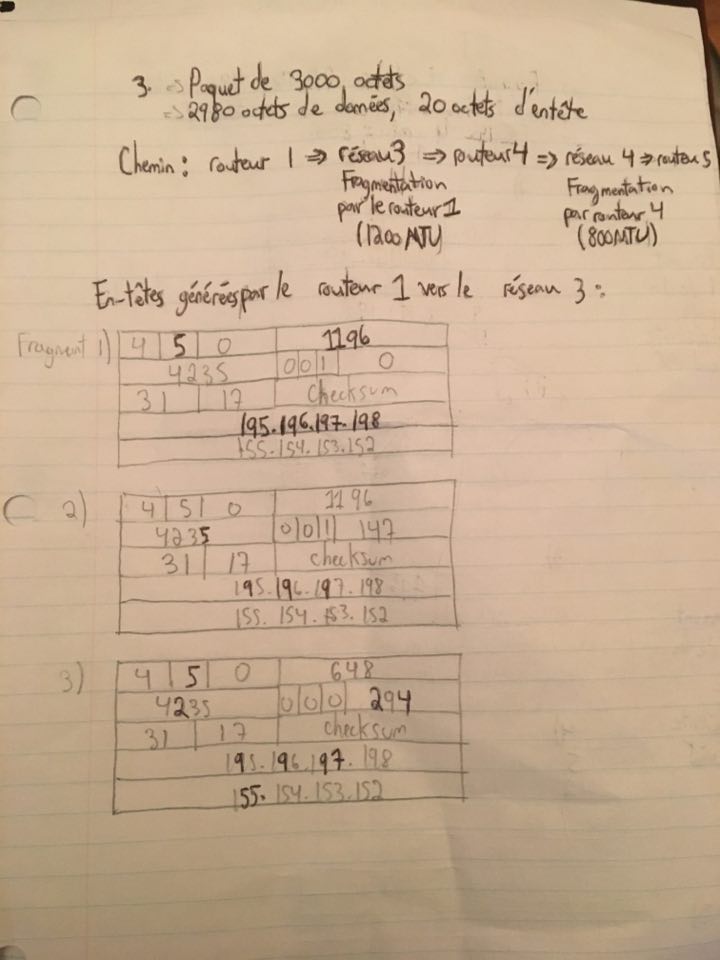 3. => Paquet de 3000 octets
=> 2980 octets de données, 20 octets d'entête
Chemin: routeur 1 => réseau 3 => routeur 4 => réseau 4 => routeur 5
Fragmentation par le routeur 1 (1200 MTU)
Fragmentation par routeur 4 (800 MTU)
En-têtes générées par le routeur 1 vers le réseau 3:
Fragment 1)
4 5 0 1196
4235 0 0 1 0
31 17 checksum
195.196.197.198
155.154.153.152
2)
4 5 0 1196
4235 0 0 1 147
31 17 checksum
195.196.197.198
155.154.153.152
3)
4 5 0 648
4235 0 0 0 294
31 17 checksum
195.196.197.198
155.154.153.152